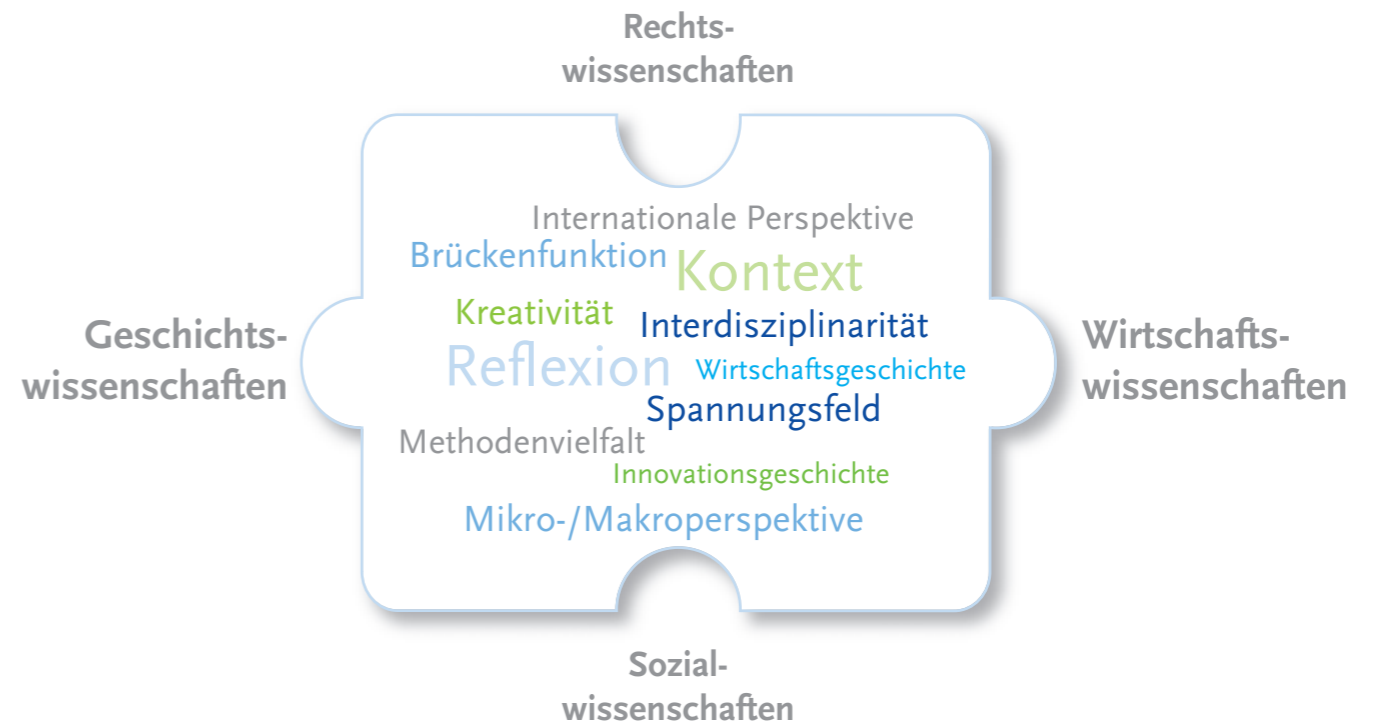 Rechts-
wissenschaften
Internationale Perspektive
Brückenfunktion
Kontext
Kreativität
Interdisziplinarität
Geschichts-
wissenschaften
Reflexion
Wirtschaftsgeschichte
Wirtschafts-
wissenschaften
Spannungsfeld
Methodenvielfalt
Innovationsgeschichte
Mikro-/Makroperspektive
Sozial-
wissenschaften